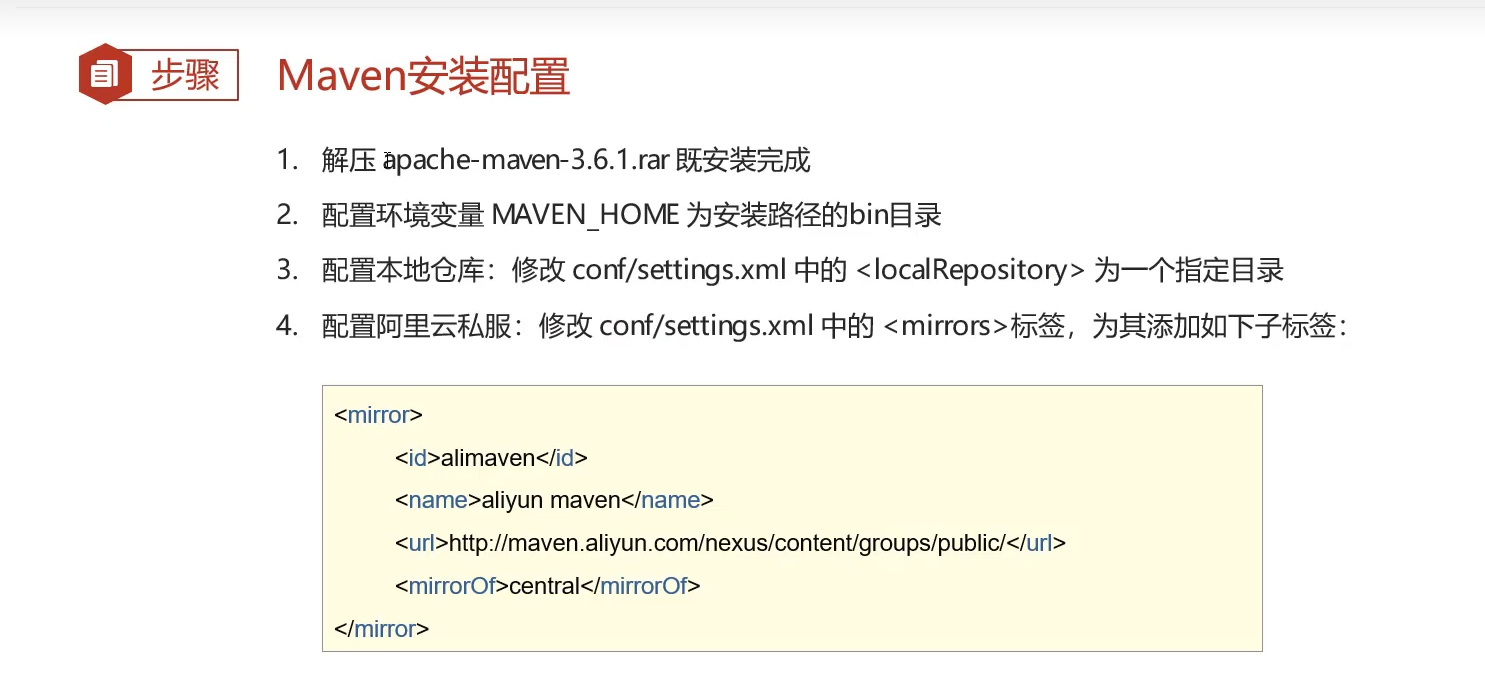 步骤 Maven安装配置
1. 解压 apache-maven-3.6.1.rar 既安装完成
2. 配置环境变量 MAVEN_HOME 为安装路径的bin目录
3. 配置本地仓库：修改 conf/settings.xml 中的 <localRepository> 为一个指定目录
4. 配置阿里云私服：修改 conf/settings.xml 中的 <mirrors>标签，为其添加如下子标签：
<mirror>
<id>alimaven</id>
<name>aliyun maven</name>
<url>http://maven.aliyun.com/nexus/content/groups/public/</url>
<mirrorOf>central</mirrorOf>
</mirror>